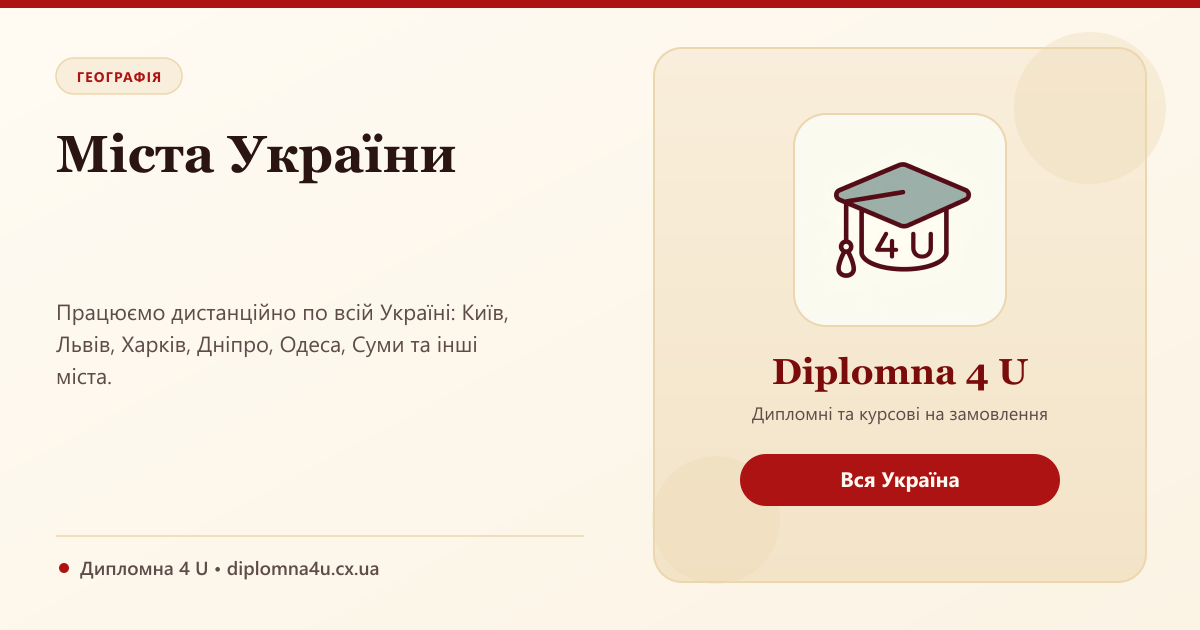 ГЕОГРАФІЯ
Міста України
Працюємо дистанційно по всій Україні: Київ,
Львів, Харків, Дніпро, Одеса, Суми та інші
міста.
Дипломна 4 U • diplomna4u.cx.ua
4 U
Diplomna 4 U
Дипломні та курсові на замовлення
Вся Україна